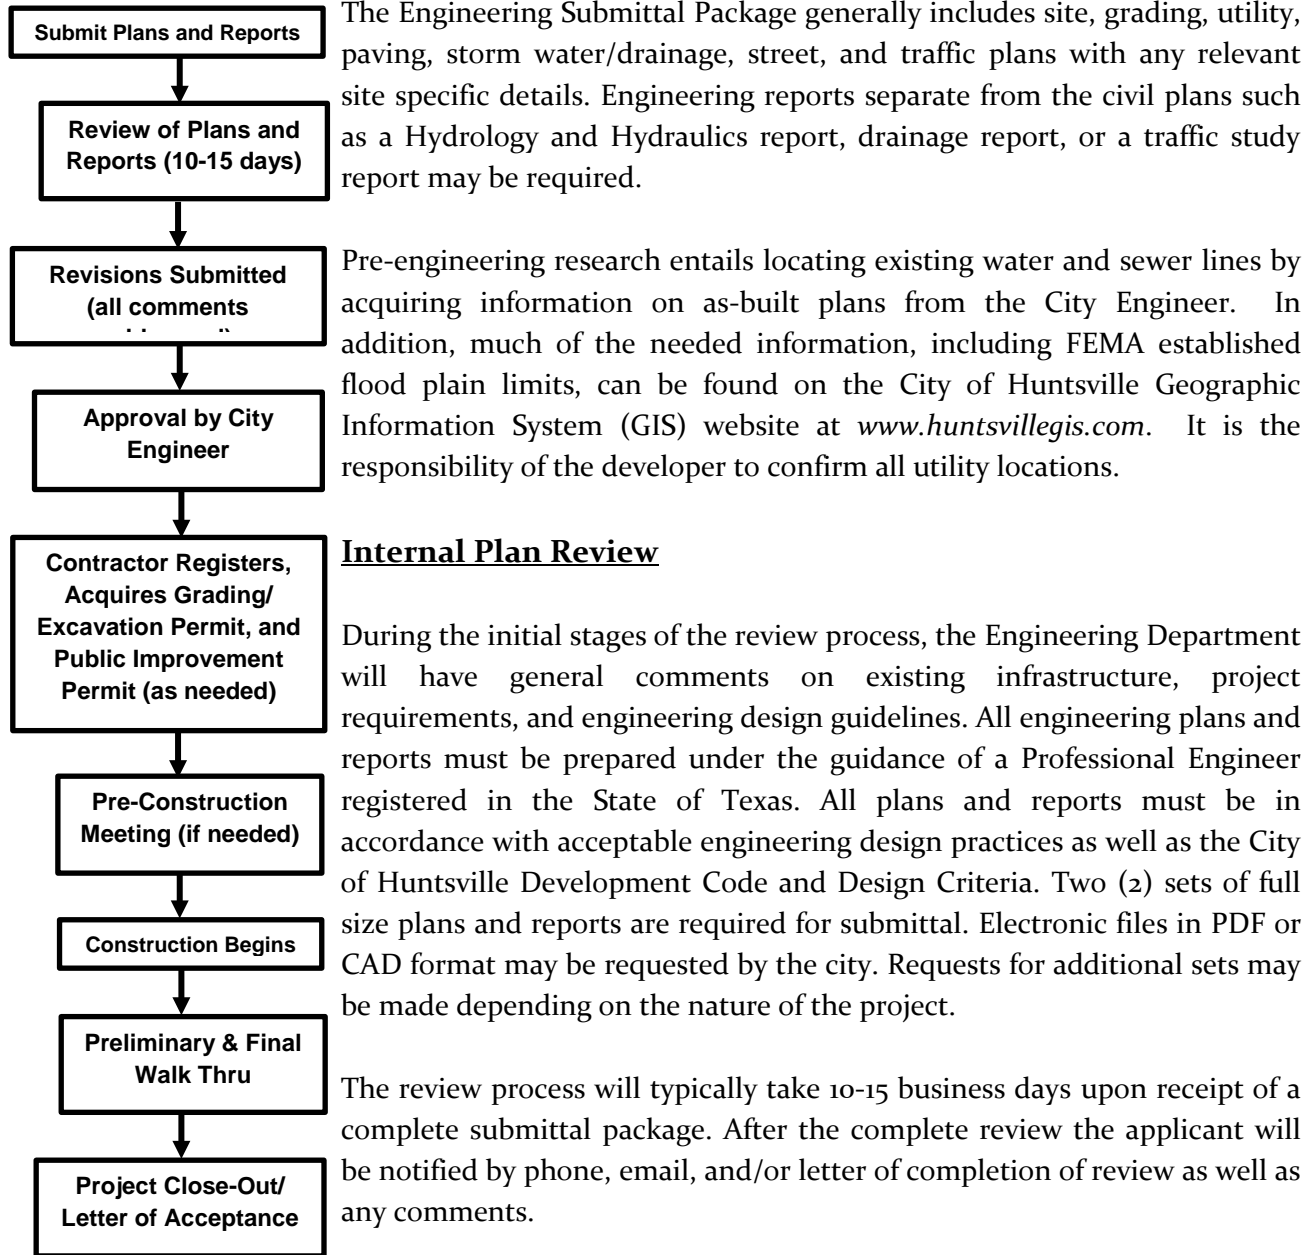 Submit Plans and Reports
Review of Plans and
Reports (10-15 days)
Revisions Submitted
(all comments
Approval by City
Engineer
Contractor Registers,
Acquires Grading/
Excavation Permit, and
Public Improvement
Permit (as needed)
Pre-Construction
Meeting (if needed)
Construction Begins
Preliminary & Final
Walk Thru
Project Close-Out/
Letter of Acceptance
The Engineering Submittal Package generally includes site, grading, utility,
paving, storm water/drainage, street, and traffic plans with any relevant
site specific details. Engineering reports separate from the civil plans such
as a Hydrology and Hydraulics report, drainage report, or a traffic study
report may be required.
Pre-engineering research entails locating existing water and sewer lines by
acquiring information on as-built plans from the City Engineer. In
addition, much of the needed information, including FEMA established
flood plain limits, can be found on the City of Huntsville Geographic
Information System (GIS) website at www.huntsvillegis.com. It is the
responsibility of the developer to confirm all utility locations.
Internal Plan Review
During the initial stages of the review process, the Engineering Department
will have general comments on existing infrastructure, project
requirements, and engineering design guidelines. All engineering plans and
reports must be prepared under the guidance of a Professional Engineer
registered in the State of Texas. All plans and reports must be in
accordance with acceptable engineering design practices as well as the City
of Huntsville Development Code and Design Criteria. Two (2) sets of full
size plans and reports are required for submittal. Electronic files in PDF or
CAD format may be requested by the city. Requests for additional sets may
be made depending on the nature of the project.
The review process will typically take 10-15 business days upon receipt of a
complete submittal package. After the complete review the applicant will
be notified by phone, email, and/or letter of completion of review as well as
any comments.